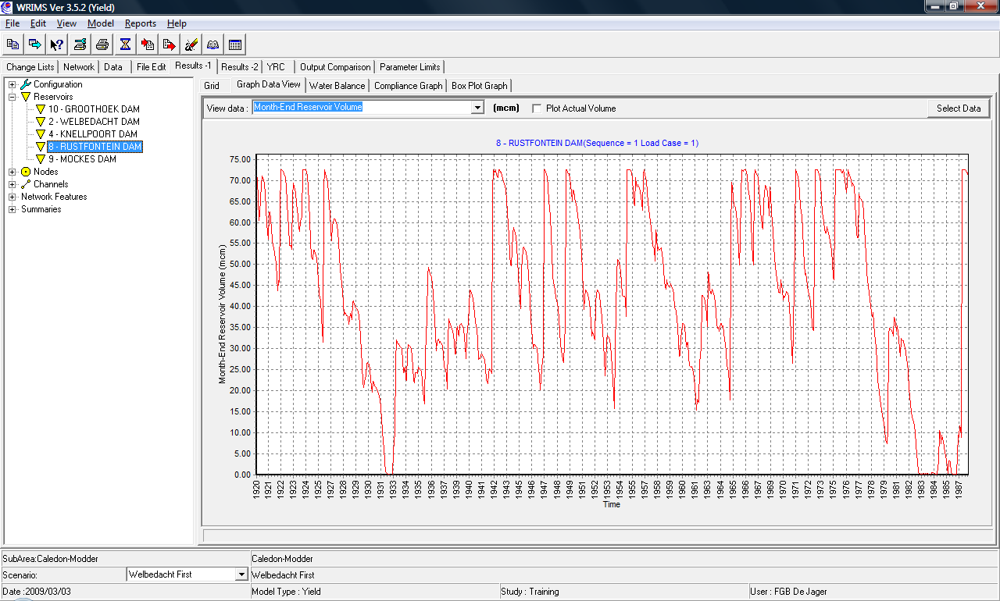 WRIMS Ver 3.5.2 (Yield)
File Edit View Model Reports Help
Change Lists Network Data File Edit Results -1 Results -2 YRC Output Comparison Parameter Limits
Configuration
Reservoirs
10 - GROOTHOEK DAM
2 - WELBEDACHT DAM
4 - KNELLPOORT DAM
8 - RUSTFONTEIN DAM
9 - MOCKES DAM
Nodes
Channels
Network Features
Summaries
Grid Graph Data View Water Balance Compliance Graph Box Plot Graph
View data : Month-End Reservoir Volume (mcm) Plot Actual Volume Select Data
8 - RUSTFONTEIN DAM(Sequence = 1 Load Case = 1)
Month-End Reservoir Volume (mcm)
75.00
70.00
65.00
60.00
55.00
50.00
45.00
40.00
35.00
30.00
25.00
20.00
15.00
10.00
5.00
0.00
1920 1921 1922 1923 1924 1925 1926 1927 1928 1929 1930 1931 1933 1934 1935 1936 1937 1939 1940 1941 1942 1943 1945 1946 1947 1948 1949 1951 1952 1953 1954 1955 1957 1958 1959 1960 1961 1963 1964 1965 1966 1967 1969 1970 1971 1972 1973 1975 1976 1977 1978 1979 1981 1982 1983 1984 1985 1987
Time
SubArea:Caledon-Modder Caledon-Modder
Scenario: Welbedacht First Welbedacht First
Date :2009/03/03 Model Type : Yield Study : Training User : FGB De Jager